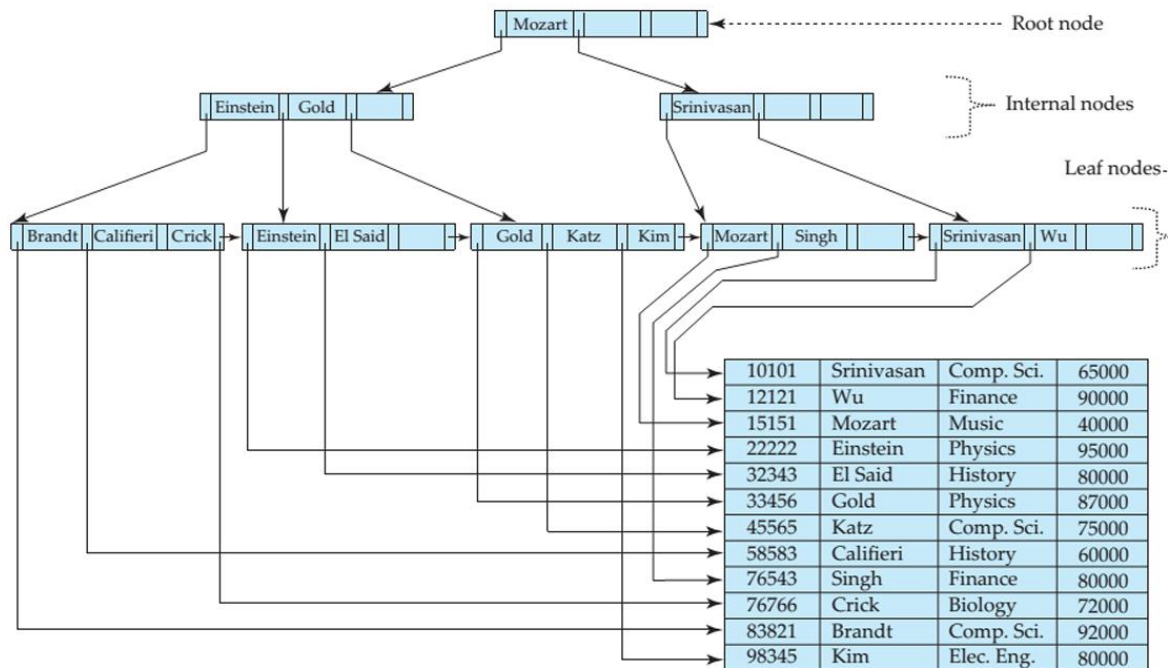 Mozart Root node
Einstein Gold Srinivasan Internal nodes
Leaf nodes
Brandt Califieri Crick Einstein El Said Gold Katz Kim Mozart Singh Srinivasan Wu
10101 Srinivasan Comp. Sci. 65000
12121 Wu Finance 90000
15151 Mozart Music 40000
22222 Einstein Physics 95000
32343 El Said History 80000
33456 Gold Physics 87000
45565 Katz Comp. Sci. 75000
58583 Califieri History 60000
76543 Singh Finance 80000
76766 Crick Biology 72000
83821 Brandt Comp. Sci. 92000
98345 Kim Elec. Eng. 80000